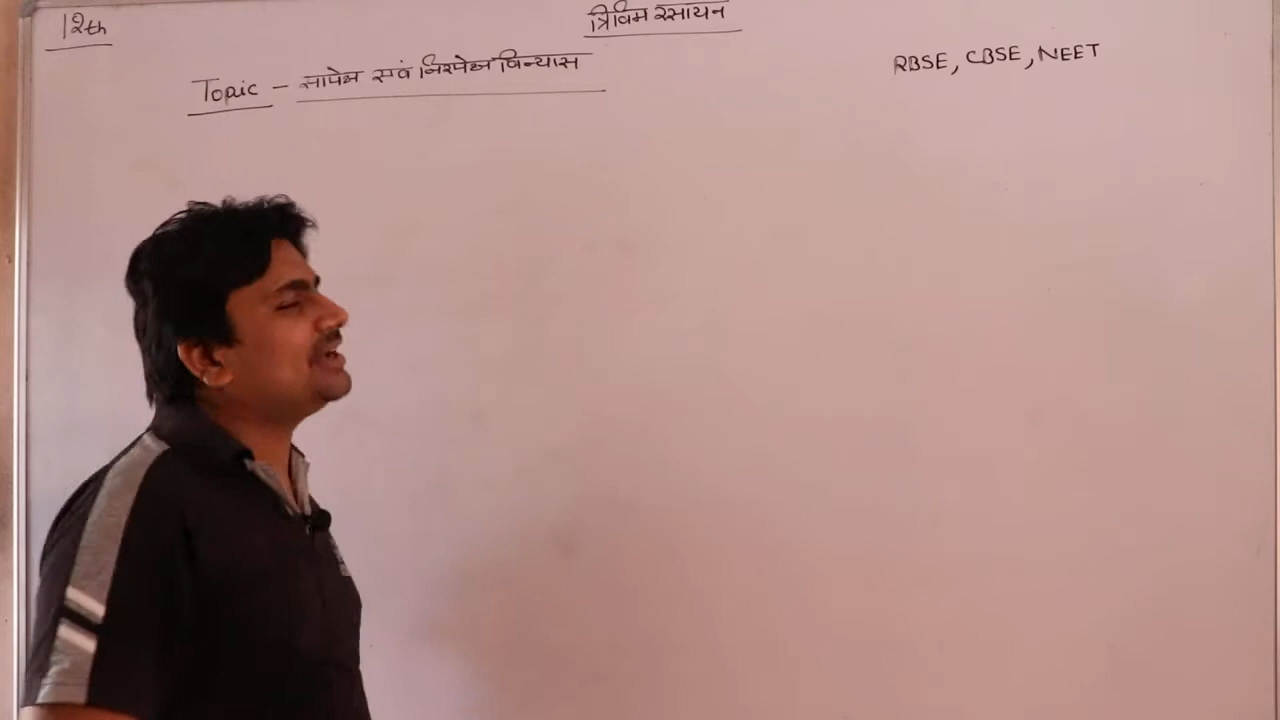 12th
त्रिविम रसायन
Topic - सापेक्ष एवं निरपेक्ष विन्यास
RBSE, CBSE, NEET